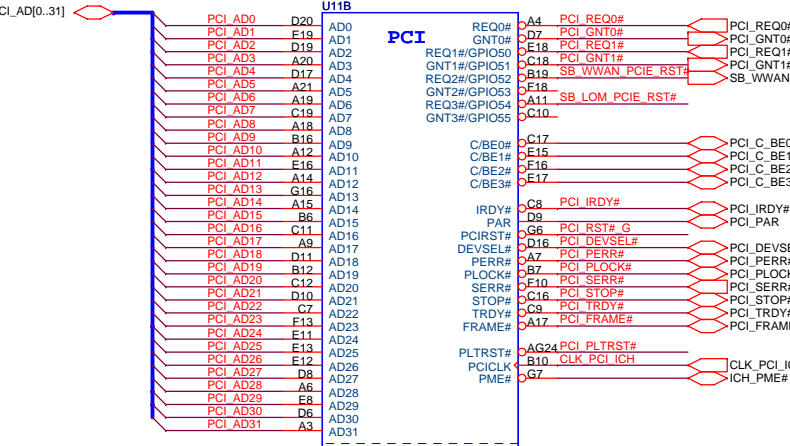 U11B
PCI_AD[0..31]
PCI
PCI_AD0 D20 AD0
PCI_AD1 E19 AD1
PCI_AD2 D19 AD2
PCI_AD3 A20 AD3
PCI_AD4 D17 AD4
PCI_AD5 A21 AD5
PCI_AD6 A19 AD6
PCI_AD7 C19 AD7
PCI_AD8 A18 AD8
PCI_AD9 B16 AD9
PCI_AD10 A12 AD10
PCI_AD11 E16 AD11
PCI_AD12 A14 AD12
PCI_AD13 G16 AD13
PCI_AD14 A15 AD14
PCI_AD15 B6 AD15
PCI_AD16 C11 AD16
PCI_AD17 A9 AD17
PCI_AD18 D11 AD18
PCI_AD19 B12 AD19
PCI_AD20 C12 AD20
PCI_AD21 D10 AD21
PCI_AD22 C7 AD22
PCI_AD23 F13 AD23
PCI_AD24 E11 AD24
PCI_AD25 E13 AD25
PCI_AD26 E12 AD26
PCI_AD27 D8 AD27
PCI_AD28 A6 AD28
PCI_AD29 E8 AD29
PCI_AD30 D6 AD30
PCI_AD31 A3 AD31
REQ0# A4 PCI_REQ0# PCI_REQ0#
GNT0# D7 PCI_GNT0# PCI_GNT0#
REQ1#/GPIO50 E18 PCI_REQ1# PCI_REQ1#
GNT1#/GPIO51 C18 PCI_GNT1# PCI_GNT1#
REQ2#/GPIO52 B19 SB_WWAN_PCIE_RST# SB_WWAN
GNT2#/GPIO53 F18
REQ3#/GPIO54 A11 SB_LOM_PCIE_RST#
GNT3#/GPIO55 C10
C/BE0# C17 PCI_C_BE0
C/BE1# E15 PCI_C_BE1
C/BE2# F16 PCI_C_BE2
C/BE3# E17 PCI_C_BE3
IRDY# C8 PCI_IRDY# PCI_IRDY#
PAR D9 PCI_PAR
PCIRST# G6 PCI_RST#_G
DEVSEL# D16 PCI_DEVSEL# PCI_DEVSE
PERR# A7 PCI_PERR# PCI_PERR#
PLOCK# B7 PCI_PLOCK# PCI_PLOCK
SERR# F10 PCI_SERR# PCI_SERR#
STOP# C16 PCI_STOP# PCI_STOP#
TRDY# C9 PCI_TRDY# PCI_TRDY#
FRAME# A17 PCI_FRAME# PCI_FRAM
PLTRST# AG24 PCI_PLTRST#
PCICLK B10 CLK_PCI_ICH CLK_PCI_IC
PME# G7 ICH_PME#